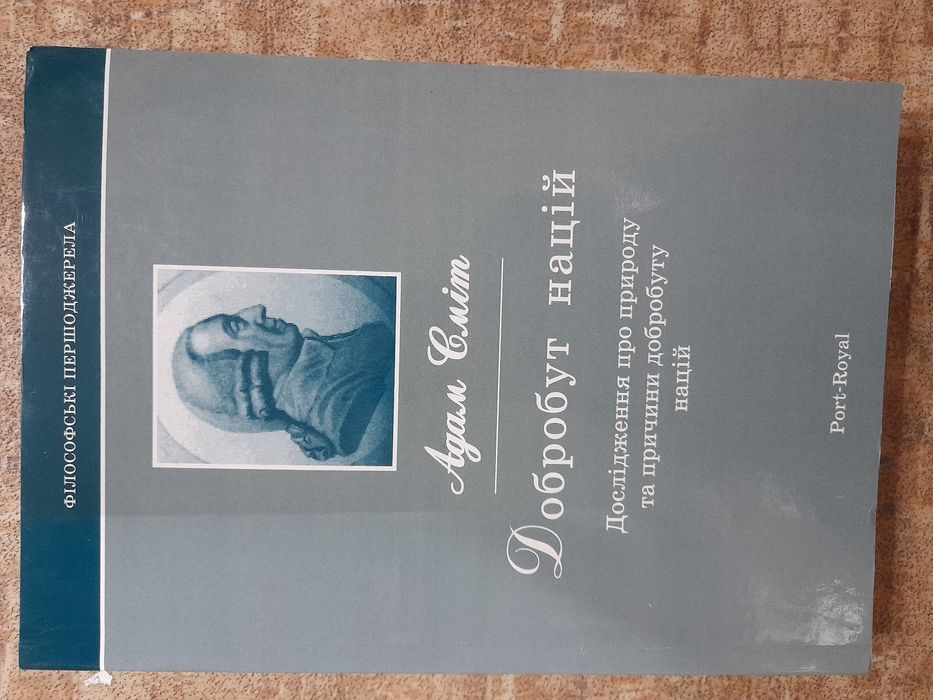 ФІЛОСОФСЬКІ ПЕРШОДЖЕРЕЛА
Адам Сміт
Добробут націй
Дослідження про природу
та причини добробуту
націй
Port-Royal